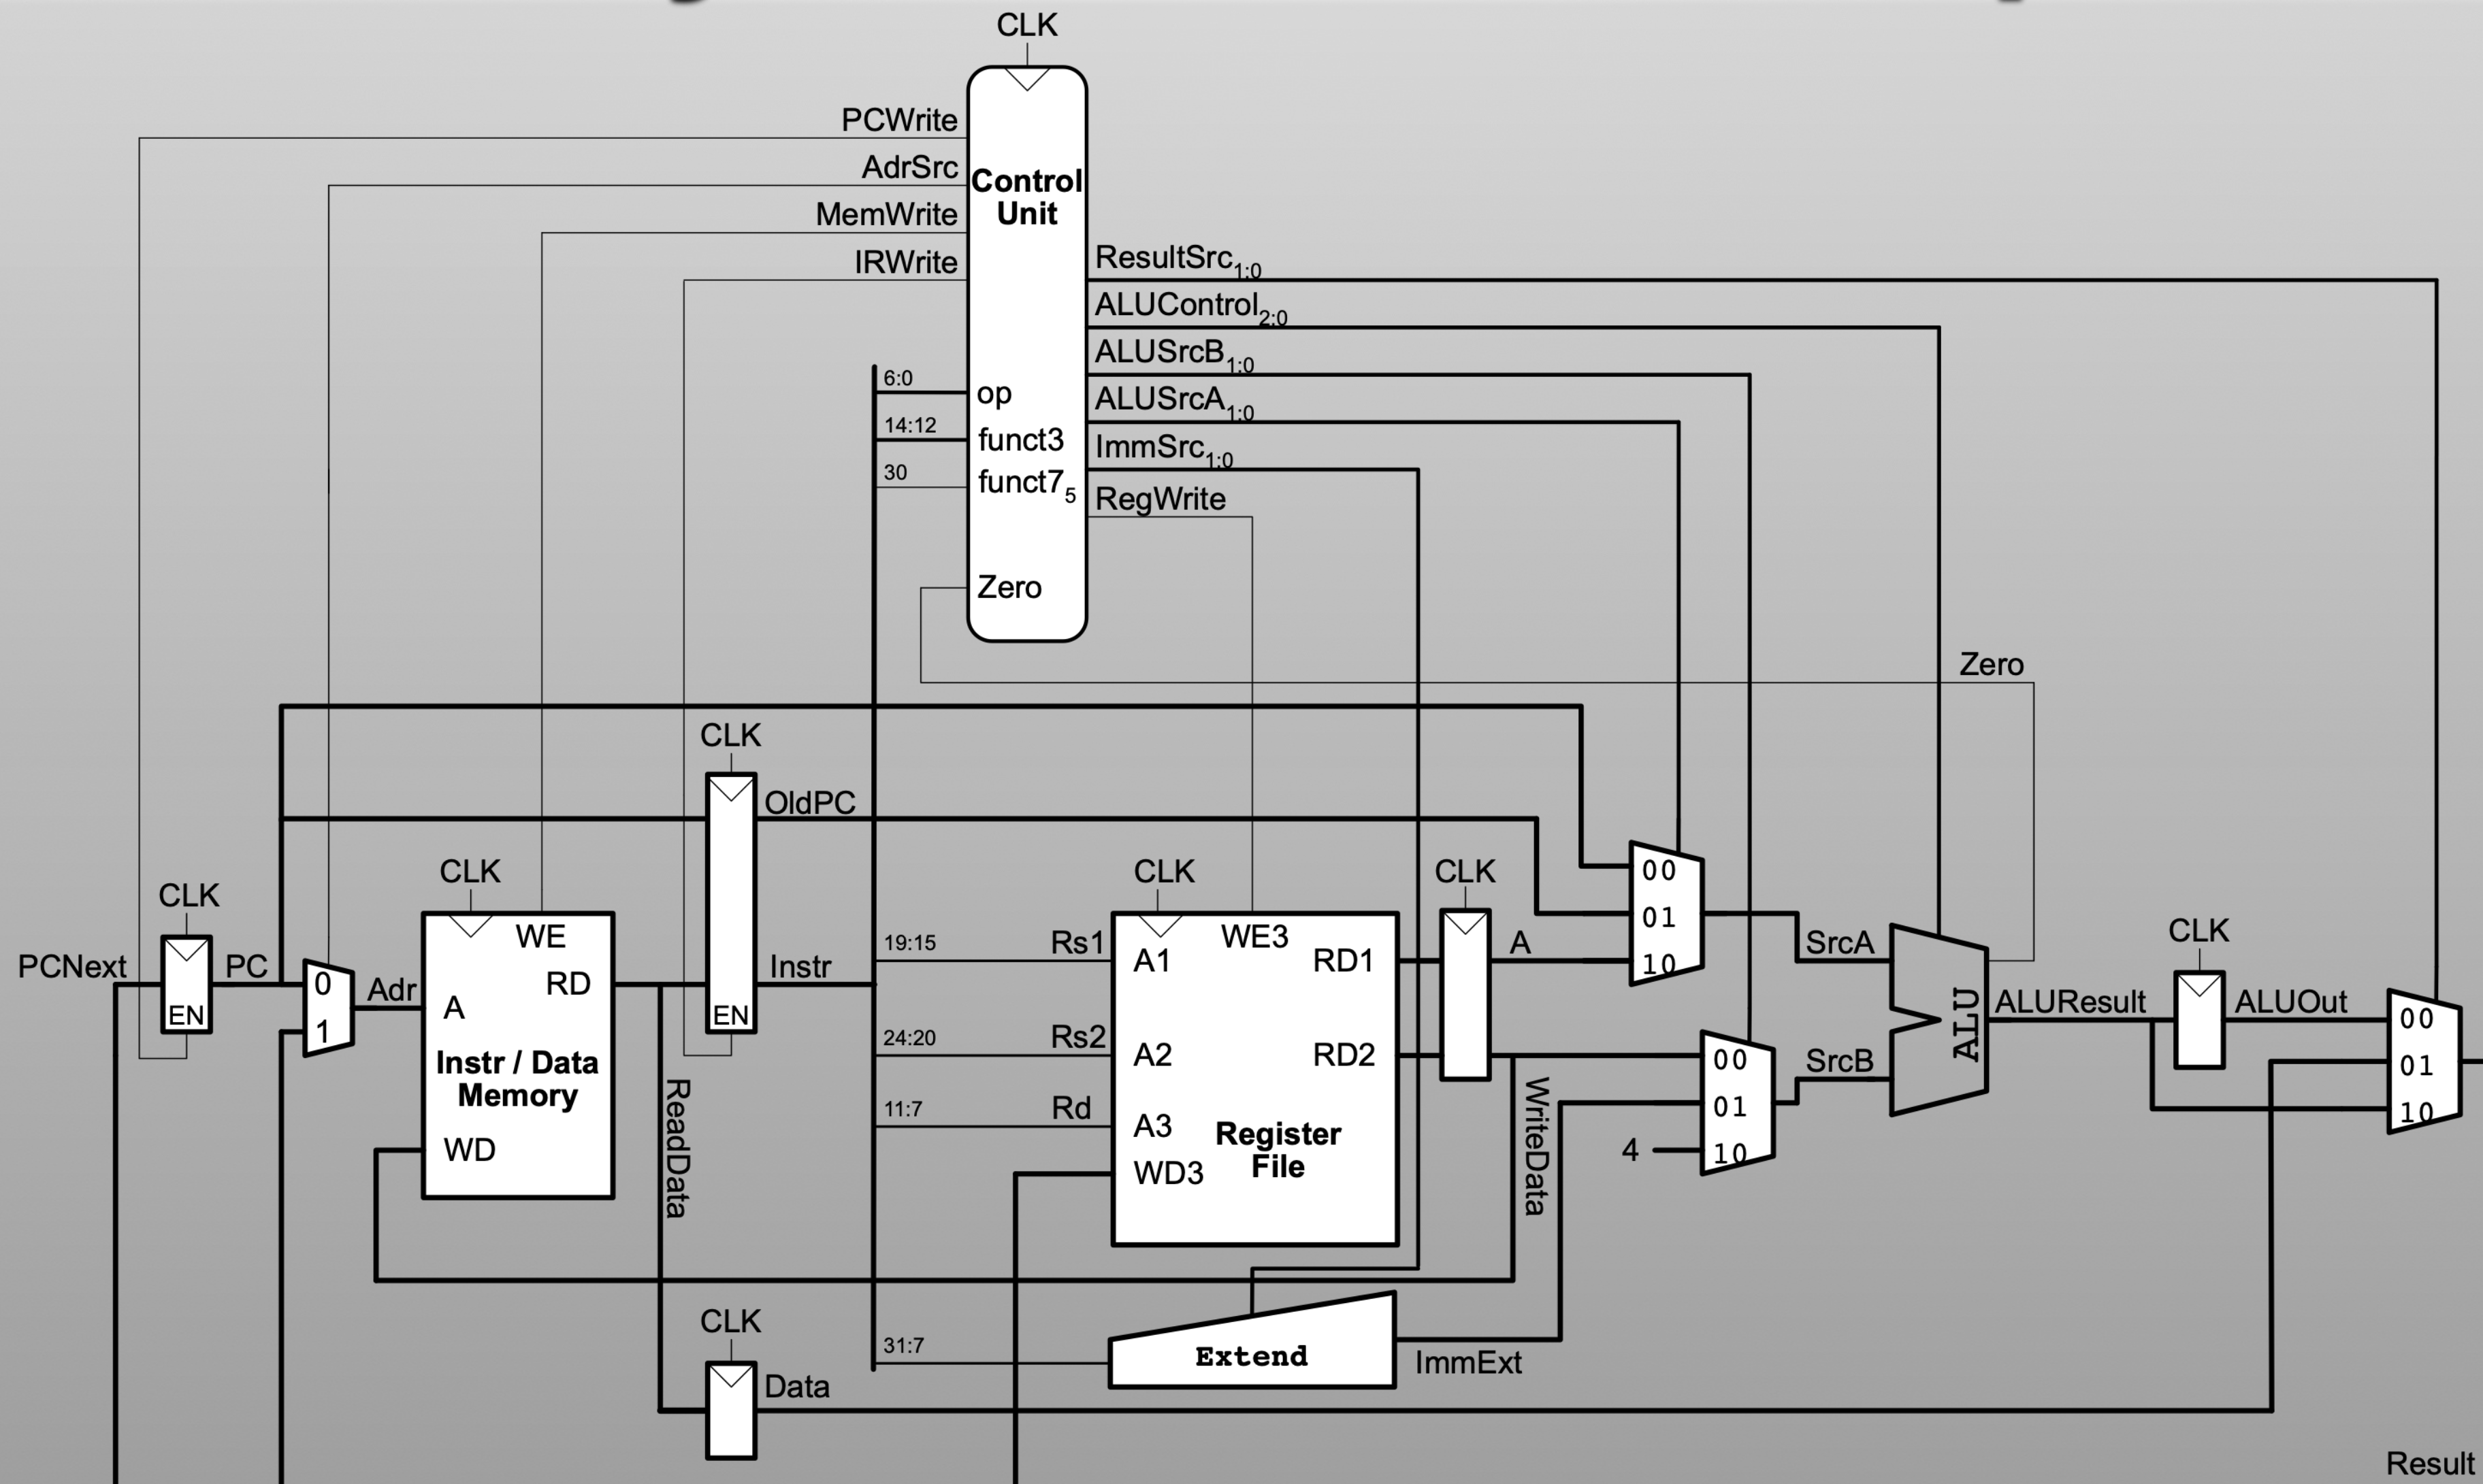 CLK
PCWrite
AdrSrc
Control
Unit
MemWrite
IRWrite
ResultSrc1:0
ALUControl2:0
ALUSrcB1:0
6:0
op
ALUSrcA1:0
14:12
funct3
ImmSrc1:0
30
funct75
RegWrite
Zero
Zero
CLK
OldPC
CLK
CLK
CLK
CLK
00
01
10
CLK
PCNext
EN
PC
0
1
Adr
WE
RD
A
Instr / Data
Memory
WD
EN
Instr
19:15
Rs1
A1
WE3
RD1
A
SrcA
ALU
ALUResult
CLK
ALUOut
00
01
10
24:20
Rs2
A2
RD2
00
01
10
SrcB
11:7
Rd
A3
Register
File
WD3
4
ReadData
WriteData
CLK
31:7
Extend
ImmExt
Data
Result